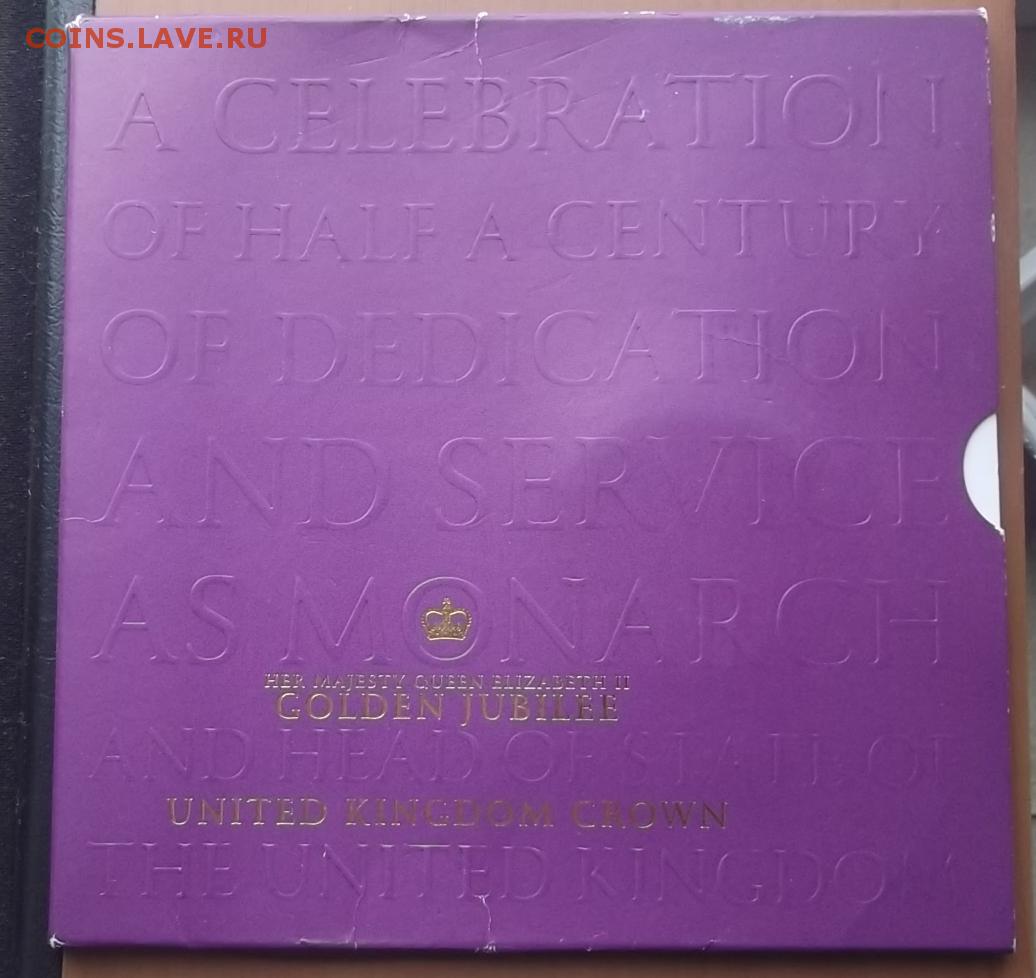 COINS.LAVE.RU
A CELEBRATION
OF HALF A CENTURY
OF DEDICATION
AND SERVICE
AS MONARCH
HER MAJESTY QUEEN ELIZABETH II
GOLDEN JUBILEE
AND HEAD OF STATE OF
UNITED KINGDOM CROWN
THE UNITED KINGDOM